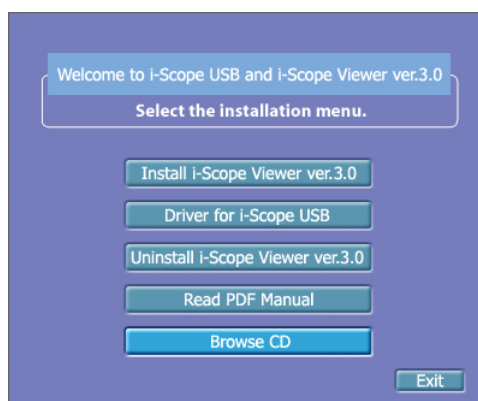 Welcome to i-Scope USB and i-Scope Viewer ver.3.0
Select the installation menu.
Install i-Scope Viewer ver.3.0
Driver for i-Scope USB
Uninstall i-Scope Viewer ver.3.0
Read PDF Manual
Browse CD
Exit